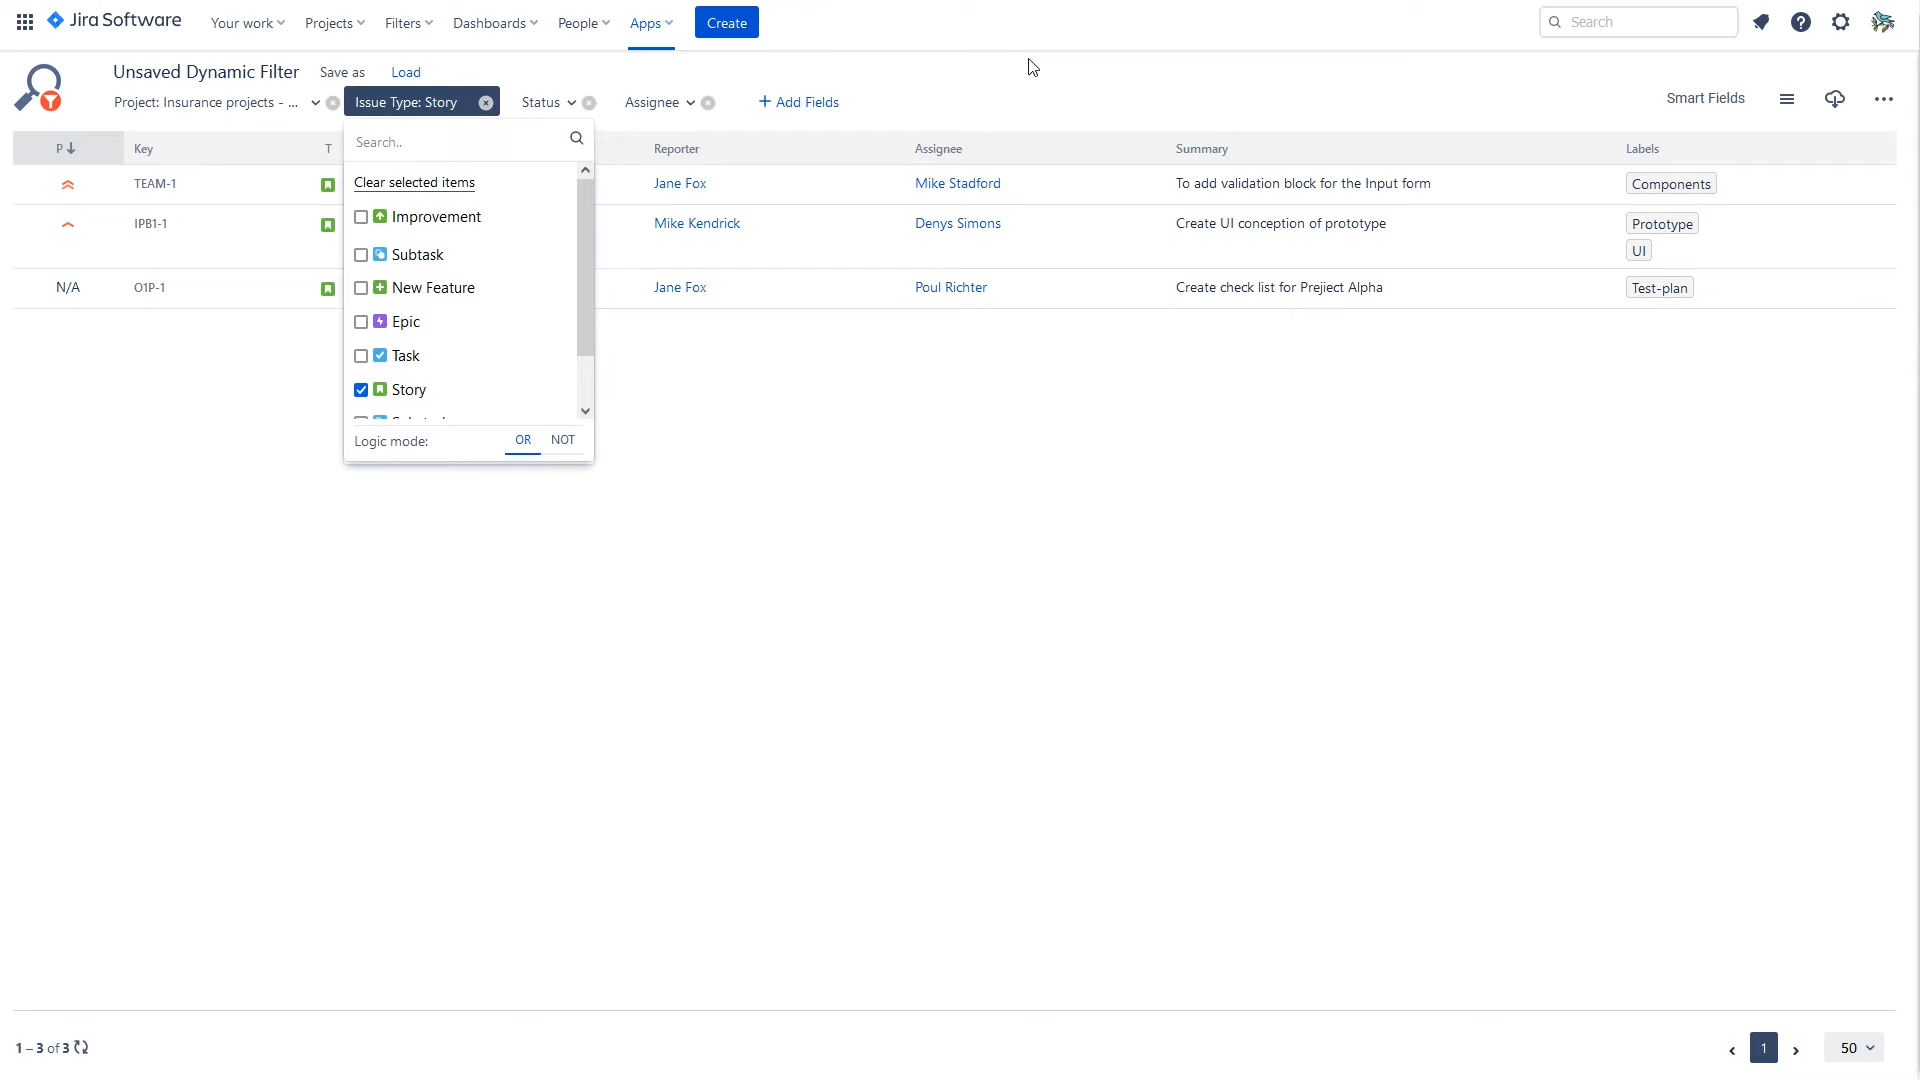 Jira Software Your work Projects Filters Dashboards People Apps Create Search
Unsaved Dynamic Filter Save as Load
Project: Insurance projects - ... Issue Type: Story Status Assignee + Add Fields Smart Fields
P Key T Reporter Assignee Summary Labels
Search..
Clear selected items
Improvement
Subtask
New Feature
Epic
Task
Story
Logic mode: OR NOT
TEAM-1 Jane Fox Mike Stadford To add validation block for the Input form Components
IPB1-1 Mike Kendrick Denys Simons Create UI conception of prototype Prototype
UI
N/A O1P-1 Jane Fox Poul Richter Create check list for Prejiect Alpha Test-plan
1 – 3 of 3 1 50